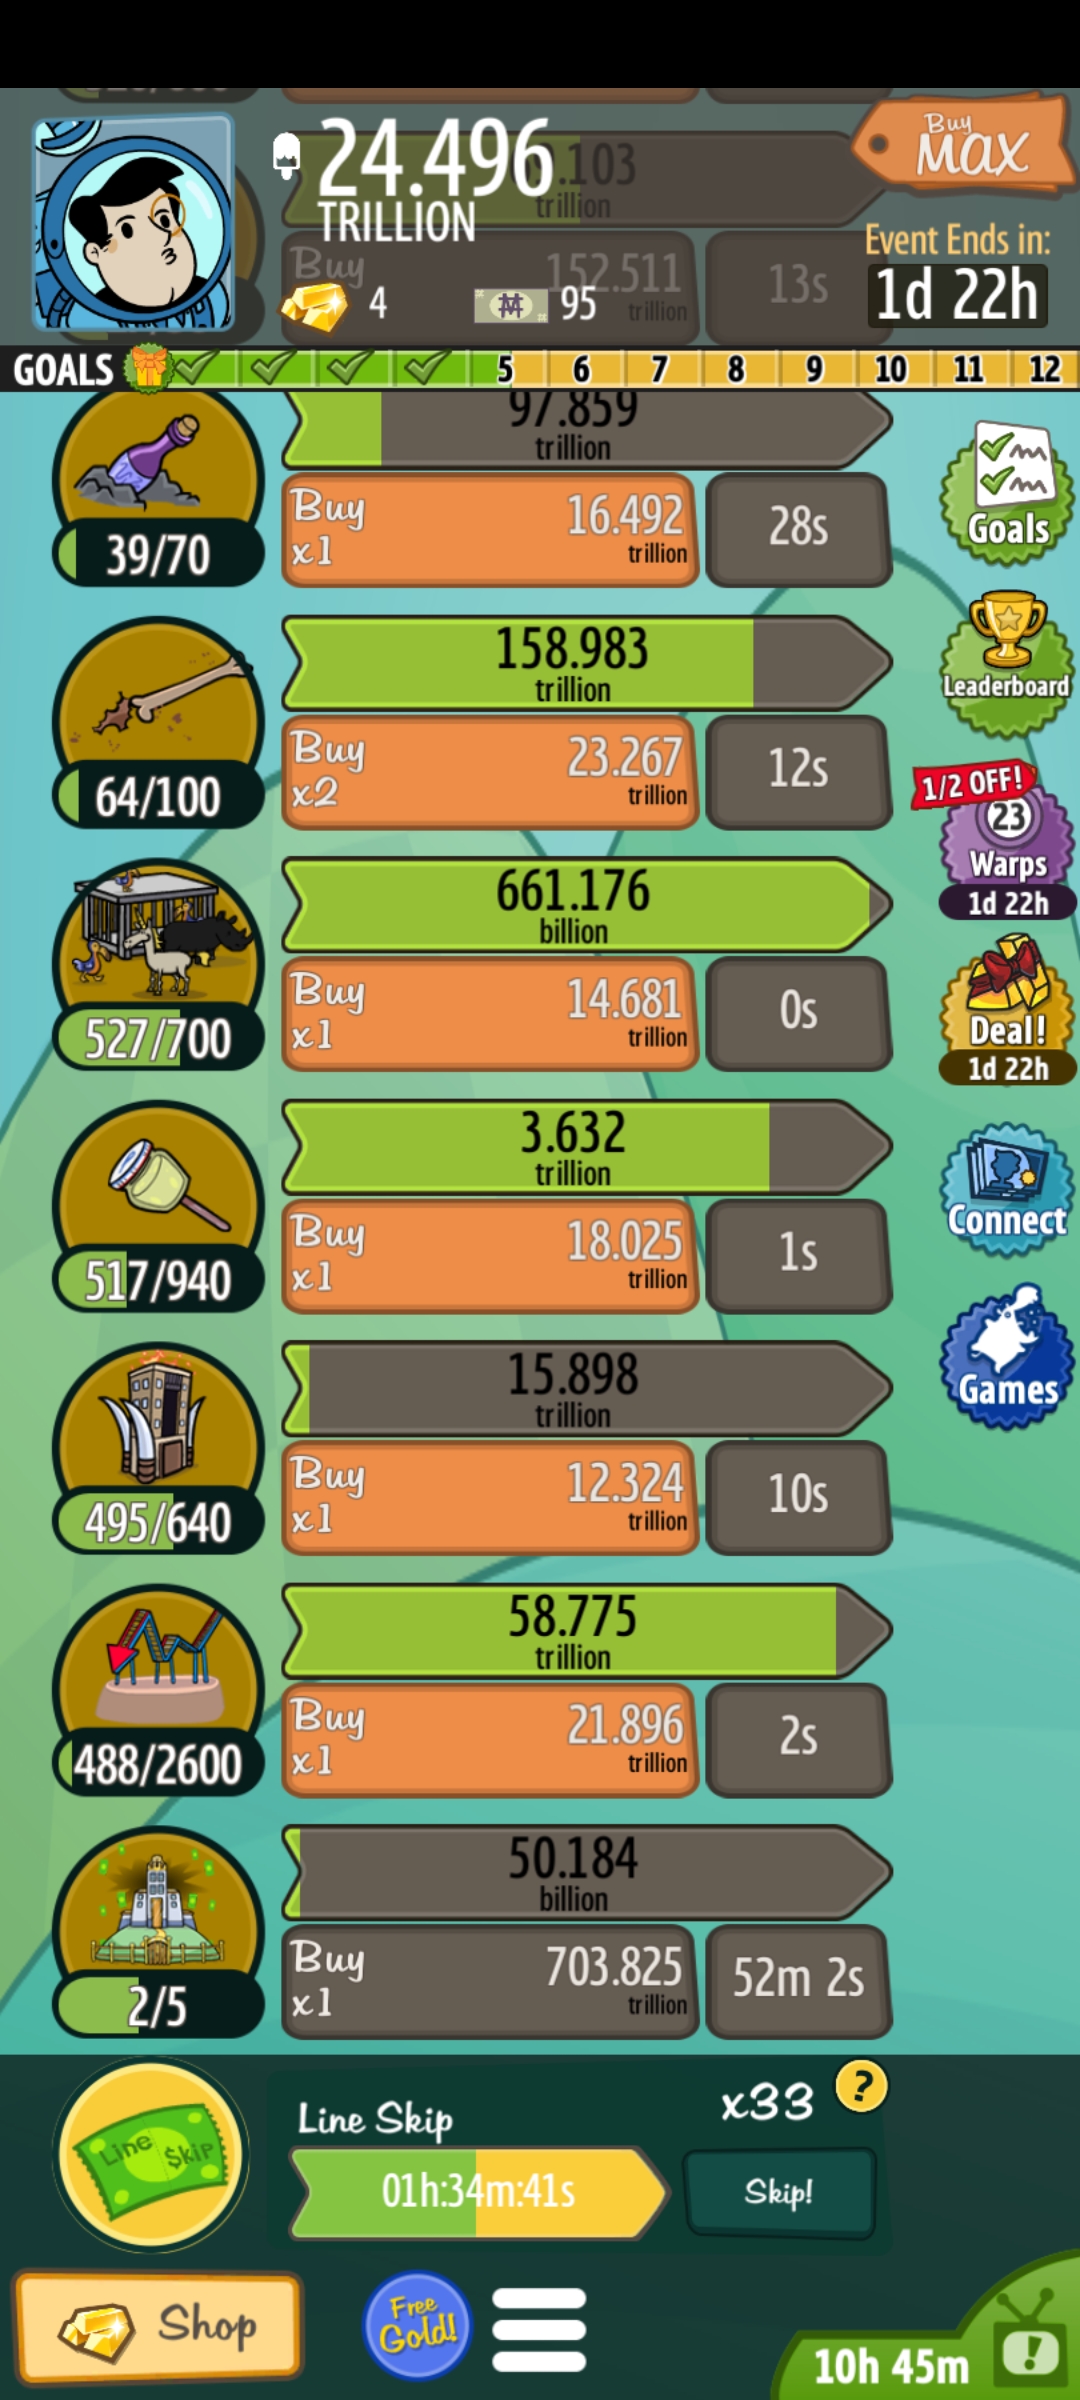 24.496
TRILLION
4
95
Buy
MAX
Event Ends in:
1d 22h
trillion
Buy
152.511
trillion
13s
GOALS
5
6
7
8
9
10
11
12
97.859
trillion
39/70
Buy
x1
16.492
trillion
28s
Goals
158.983
trillion
64/100
Buy
x2
23.267
trillion
12s
Leaderboard
1/2 OFF!
23
Warps
1d 22h
661.176
billion
527/700
Buy
x1
14.681
trillion
0s
Deal!
1d 22h
3.632
trillion
517/940
Buy
x1
18.025
trillion
1s
Connect
15.898
trillion
495/640
Buy
x1
12.324
trillion
10s
Games
58.775
trillion
488/2600
Buy
x1
21.896
trillion
2s
50.184
billion
2/5
Buy
x1
703.825
trillion
52m 2s
Line $kip
Line Skip
x33
?
01h:34m:41s
Skip!
Shop
Free
Gold!
10h 45m
!